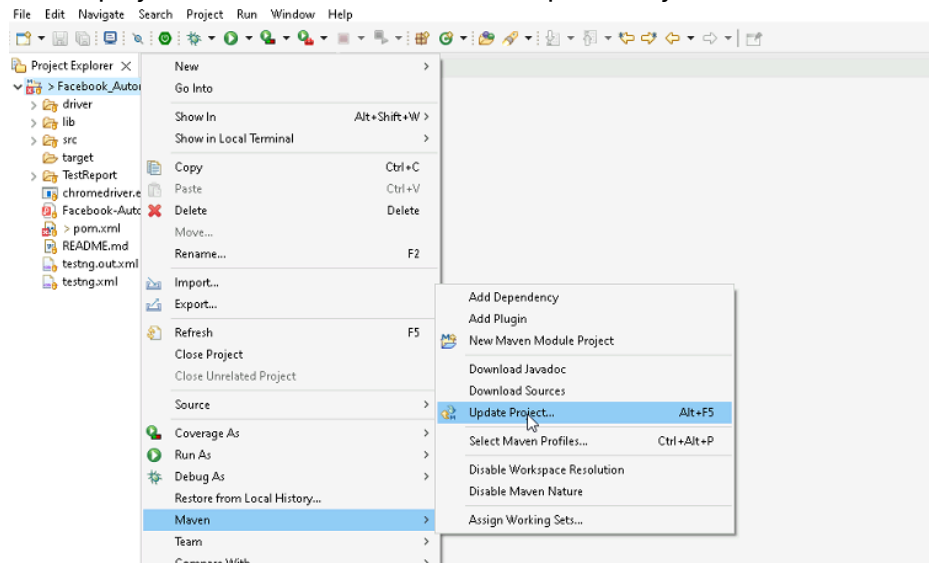 File Edit Navigate Search Project Run Window Help
Project Explorer
> Facebook_Autor
driver
lib
src
target
TestReport
chromedriver.e
Facebook-Auto
> pom.xml
README.md
testng.out.xml
testng.xml
New
Go Into
Show In Alt+Shift+W >
Show in Local Terminal
Copy Ctrl+C
Paste Ctrl+V
Delete Delete
Move...
Rename... F2
Import...
Export...
Refresh F5
Close Project
Close Unrelated Project
Source
Coverage As
Run As
Debug As
Restore from Local History...
Maven
Team
Compare With
Add Dependency
Add Plugin
New Maven Module Project
Download Javadoc
Download Sources
Update Project... Alt+F5
Select Maven Profiles... Ctrl+Alt+P
Disable Workspace Resolution
Disable Maven Nature
Assign Working Sets...